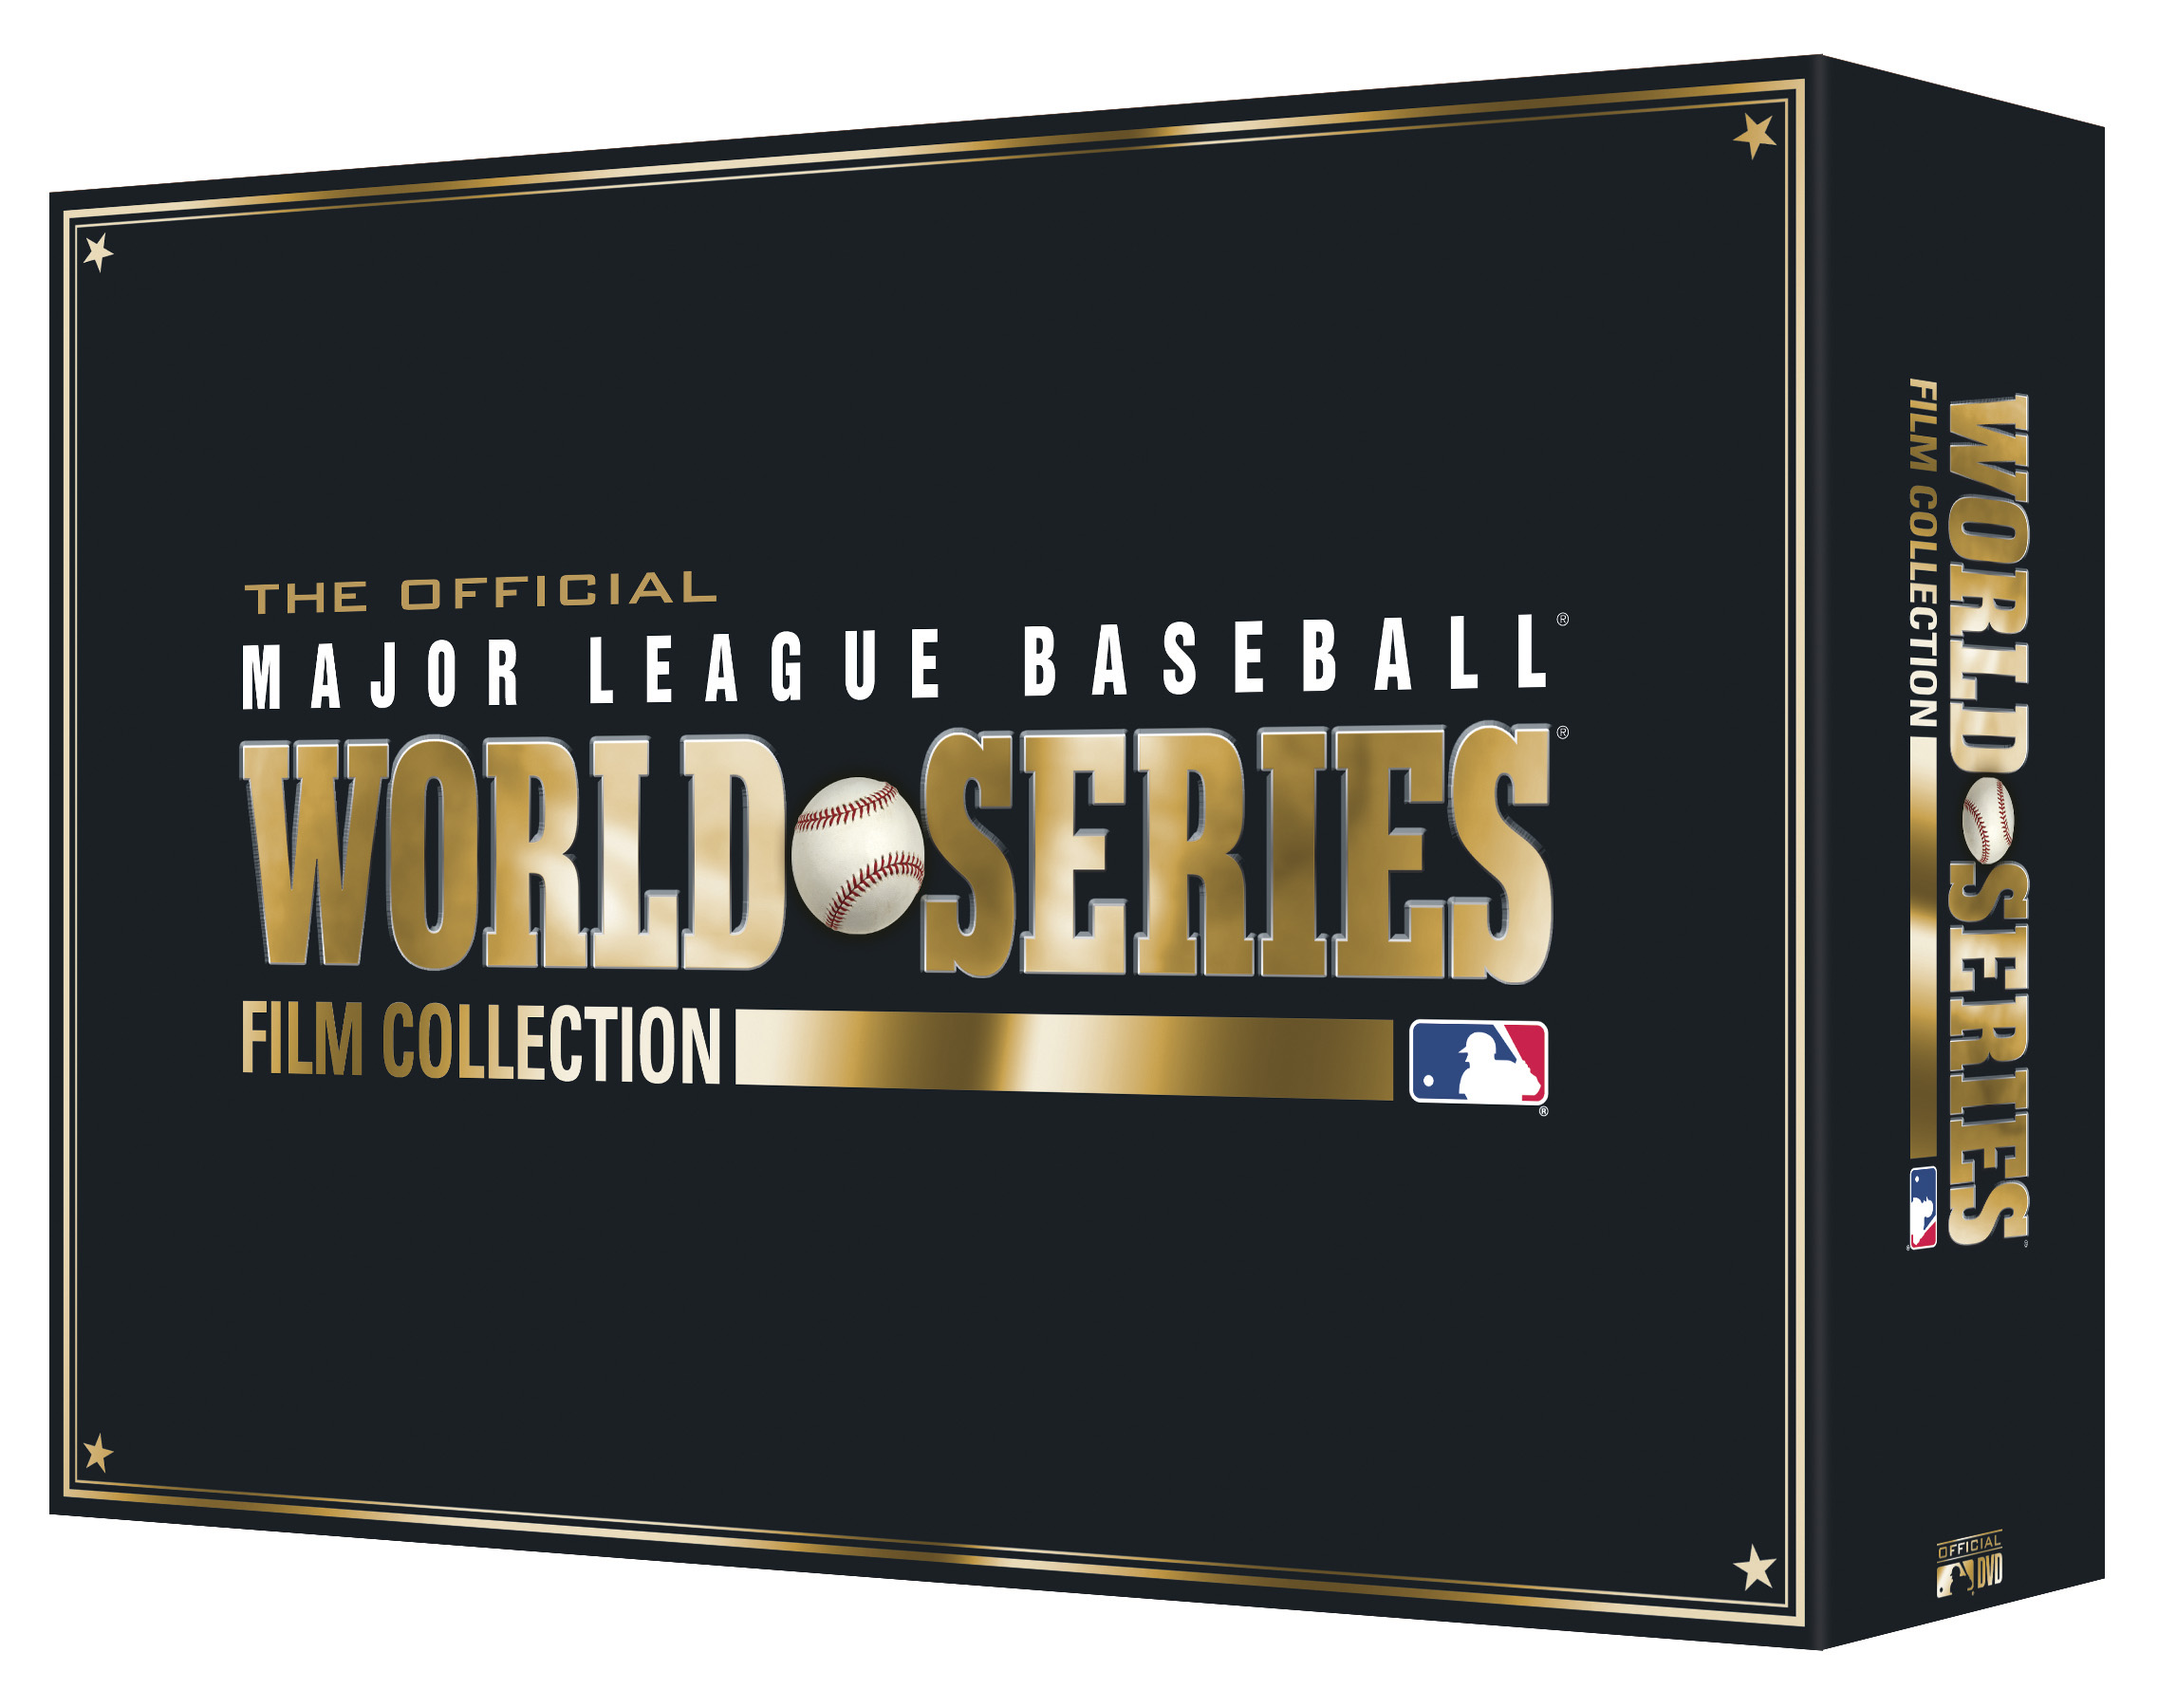 THE OFFICIAL
MAJOR LEAGUE BASEBALL®
WORLD SERIES®
FILM COLLECTION
®
WORLD SERIES®
FILM COLLECTION
OFFICIAL
DVD